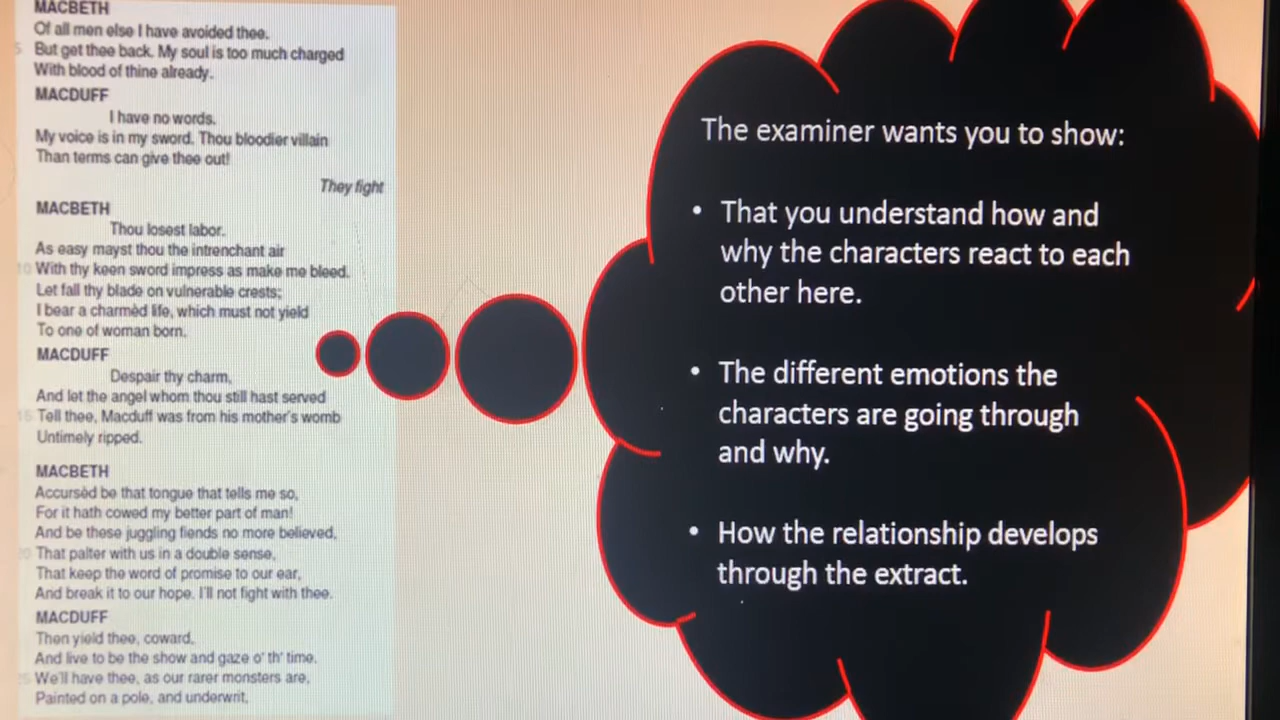 MACBETH
Of all men else I have avoided thee.
5 But get thee back. My soul is too much charged
With blood of thine already.
MACDUFF
I have no words.
My voice is in my sword. Thou bloodier villain
Than terms can give thee out!
They fight
MACBETH
Thou losest labor.
As easy mayst thou the intrenchant air
10 With thy keen sword impress as make me bleed.
Let fall thy blade on vulnerable crests;
I bear a charmèd life, which must not yield
To one of woman born.
MACDUFF
Despair thy charm,
And let the angel whom thou still hast served
15 Tell thee, Macduff was from his mother's womb
Untimely ripped.
MACBETH
Accursèd be that tongue that tells me so,
For it hath cowed my better part of man!
And be these juggling fiends no more believed,
20 That palter with us in a double sense,
That keep the word of promise to our ear,
And break it to our hope. I'll not fight with thee.
MACDUFF
Then yield thee, coward,
And live to be the show and gaze o' th' time.
25 We'll have thee, as our rarer monsters are,
Painted on a pole, and underwrit,
The examiner wants you to show:
• That you understand how and
why the characters react to each
other here.
• The different emotions the
characters are going through
and why.
• How the relationship develops
through the extract.